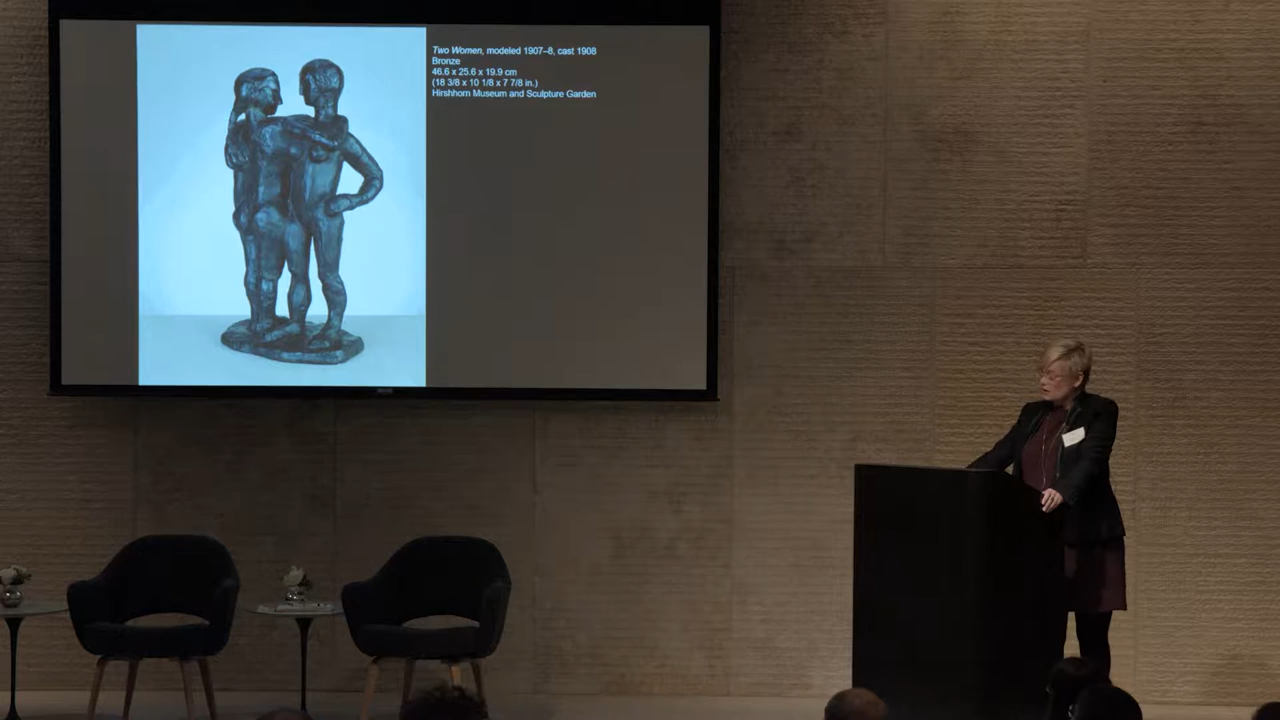 Two Women, modeled 1907–8, cast 1908
Bronze
46.6 x 25.6 x 19.9 cm
(18 3/8 x 10 1/8 x 7 7/8 in.)
Hirshhorn Museum and Sculpture Garden